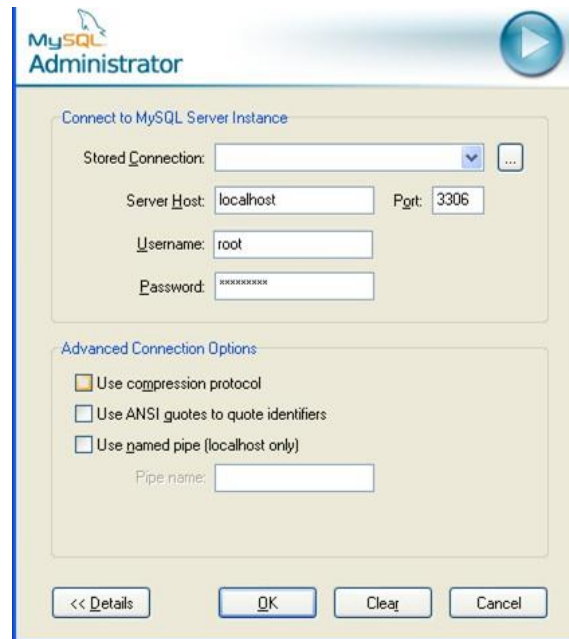 MySQL
Administrator
Connect to MySQL Server Instance
Stored Connection:
...
Server Host: localhost Port: 3306
Username: root
Password: *********
Advanced Connection Options
Use compression protocol
Use ANSI quotes to quote identifiers
Use named pipe (localhost only)
Pipe name:
<< Details OK Clear Cancel